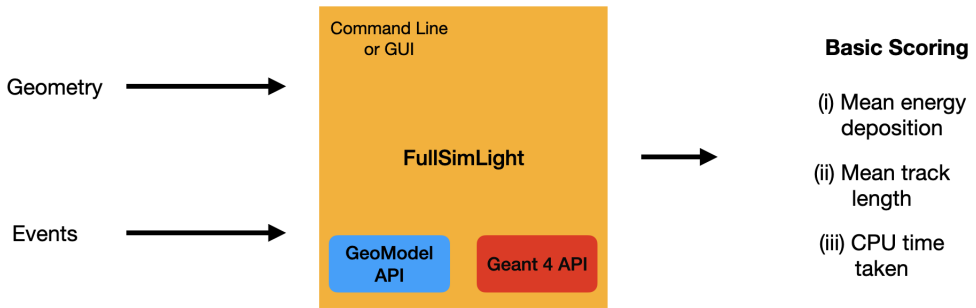 Geometry
Events
Command Line
or GUI
FullSimLight
GeoModel
API
Geant 4 API
Basic Scoring
(i) Mean energy
deposition
(ii) Mean track
length
(iii) CPU time
taken